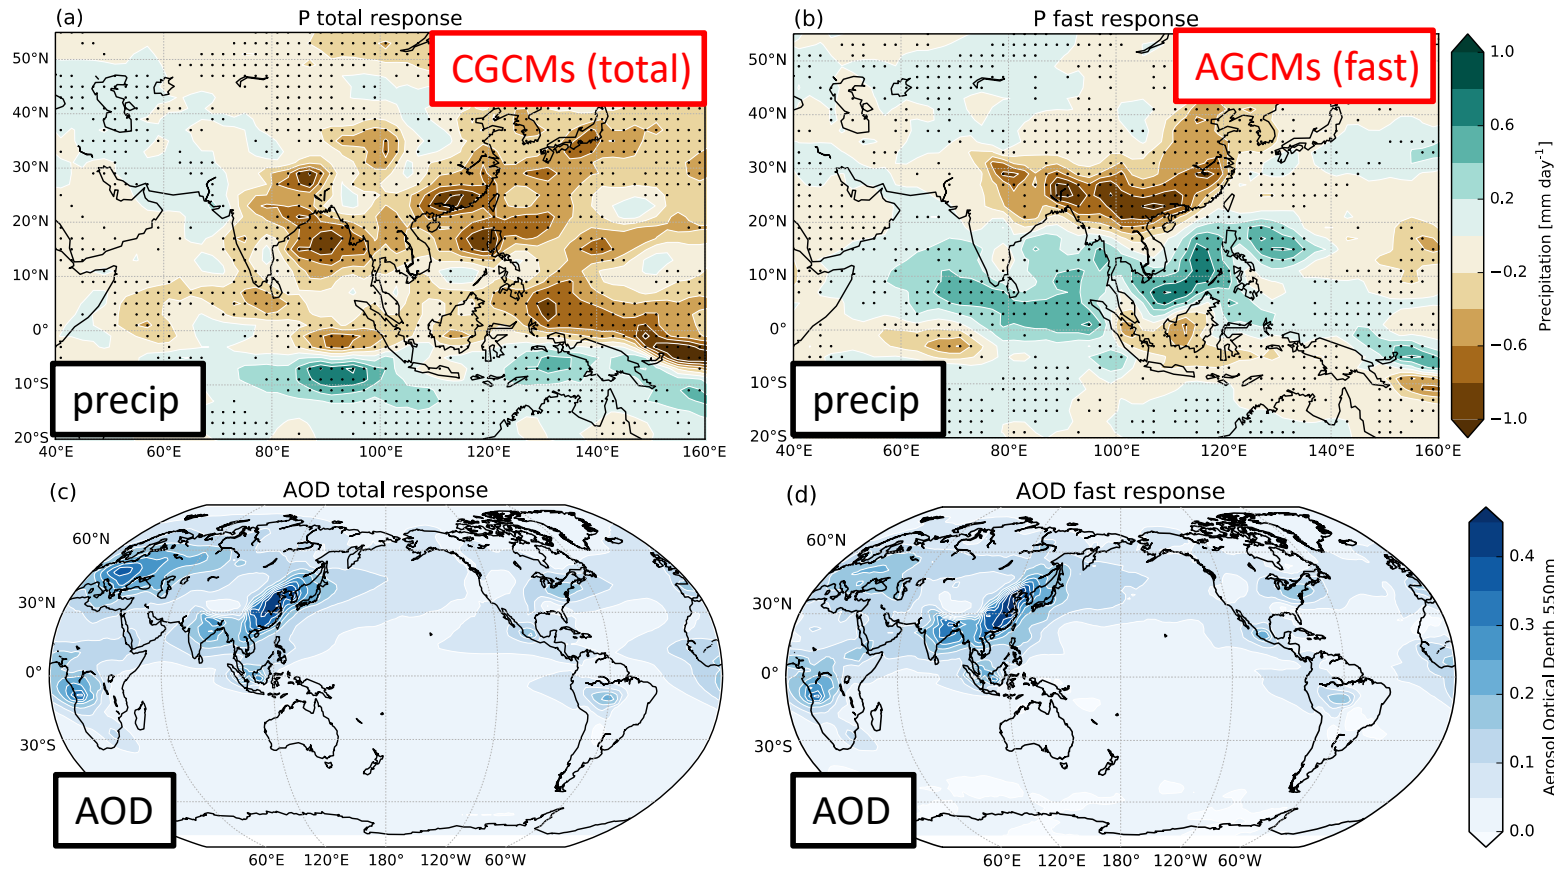 (a)
P total response
CGCMs (total)
50°N
40°N
30°N
20°N
10°N
0°
10°S
20°S
precip
40°E
60°E
80°E
100°E
120°E
140°E
160°E
(b)
P fast response
AGCMs (fast)
50°N
40°N
30°N
20°N
10°N
0°
10°S
20°S
precip
40°E
60°E
80°E
100°E
120°E
140°E
160°E
1.0
0.6
0.2
−0.2
−0.6
−1.0
Precipitation [mm day⁻¹]
(c)
AOD total response
60°N
30°N
0°
30°S
AOD
60°E
120°E
180°
120°W
60°W
(d)
AOD fast response
60°N
30°N
0°
30°S
AOD
60°E
120°E
180°
120°W
60°W
0.4
0.3
0.2
0.1
0.0
Aerosol Optical Depth 550nm